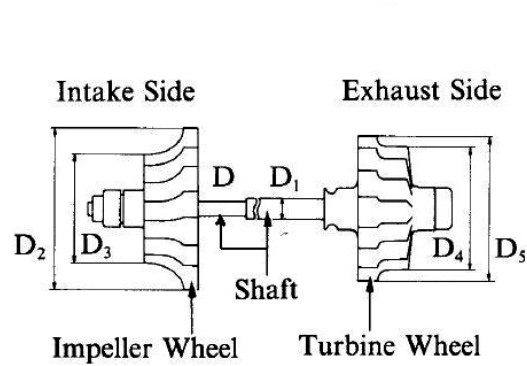 Intake Side
Exhaust Side
D
D₁
D₂
D₃
D₄
D₅
Shaft
Impeller Wheel
Turbine Wheel